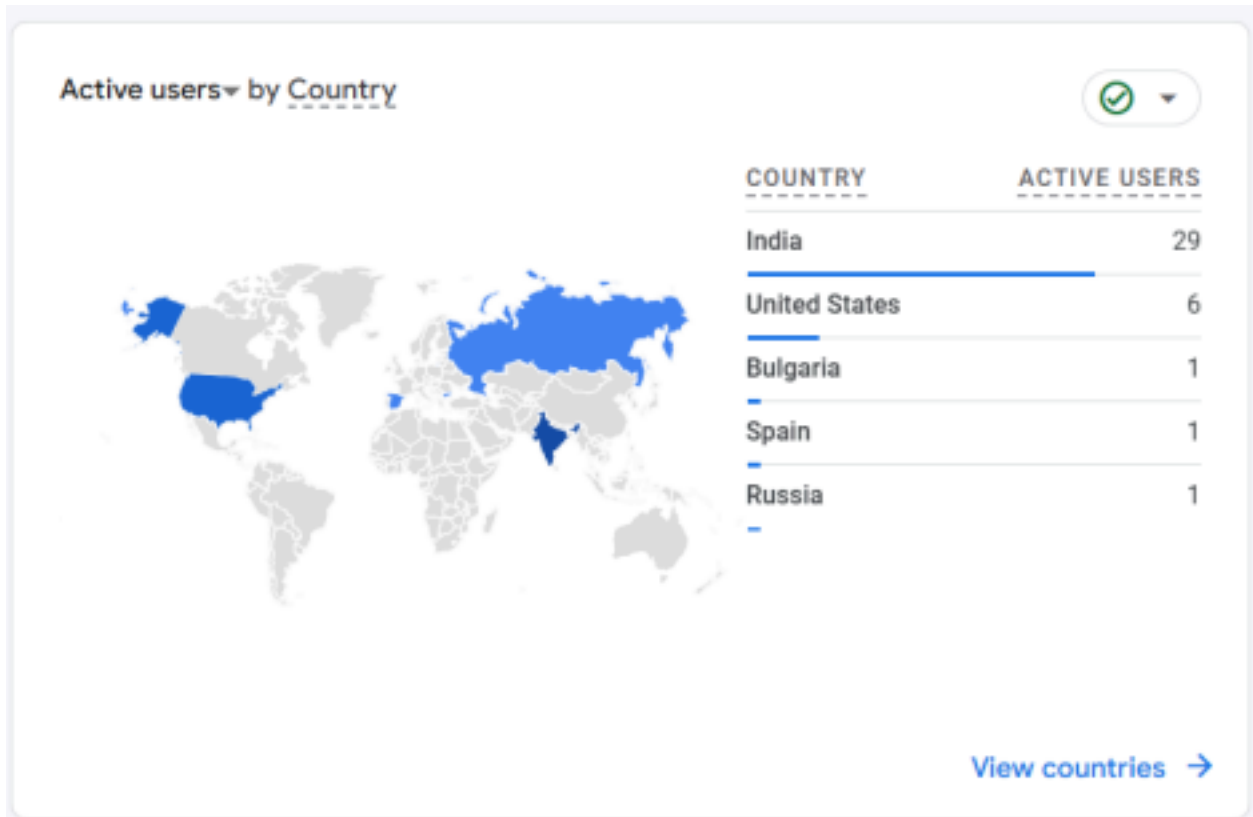 Active users by Country
COUNTRY ACTIVE USERS
India 29
United States 6
Bulgaria 1
Spain 1
Russia 1
View countries →